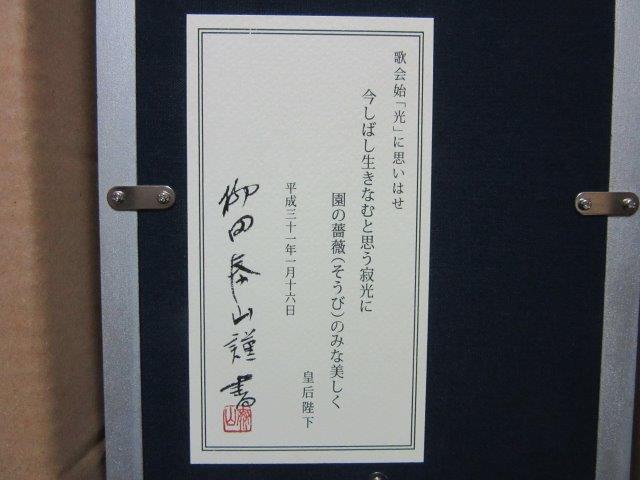 歌会始「光」に思いはせ
今しばし生きなむと思う寂光に
園の薔薇(そうび)のみな美しく
皇后陛下
平成三十一年一月十六日
柳田泰山謹書